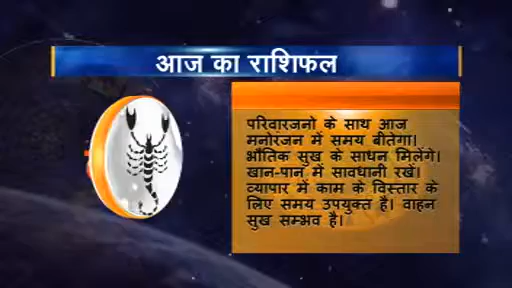 आज का राशिफल
परिवारजनो के साथ आज
मनोरंजन में समय बीतेगा।
भौतिक सुख के साधन मिलेंगे।
खान-पान में सावधानी रखें।
व्यापार में काम के विस्तार के
लिए समय उपयुक्त है। वाहन
सुख सम्भव है।